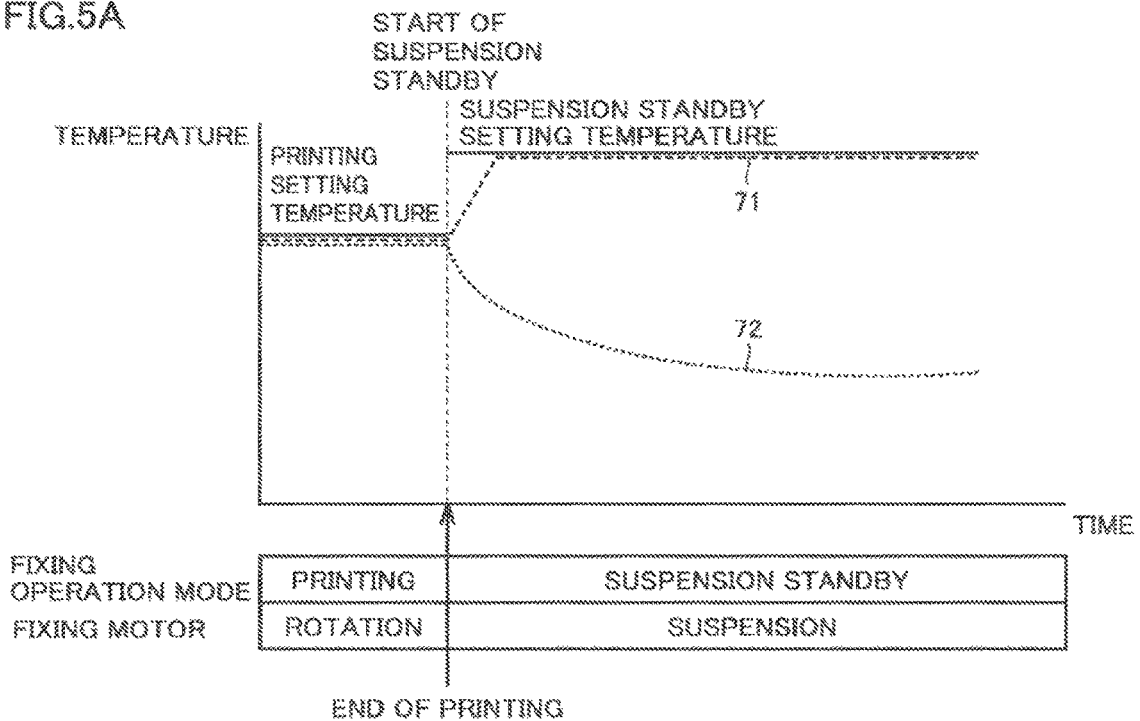 FIG.5A
START OF
SUSPENSION
STANDBY
SUSPENSION STANDBY
SETTING TEMPERATURE
TEMPERATURE
PRINTING
SETTING
TEMPERATURE
71
72
TIME
FIXING
OPERATION MODE
PRINTING
SUSPENSION STANDBY
FIXING MOTOR
ROTATION
SUSPENSION
END OF PRINTING